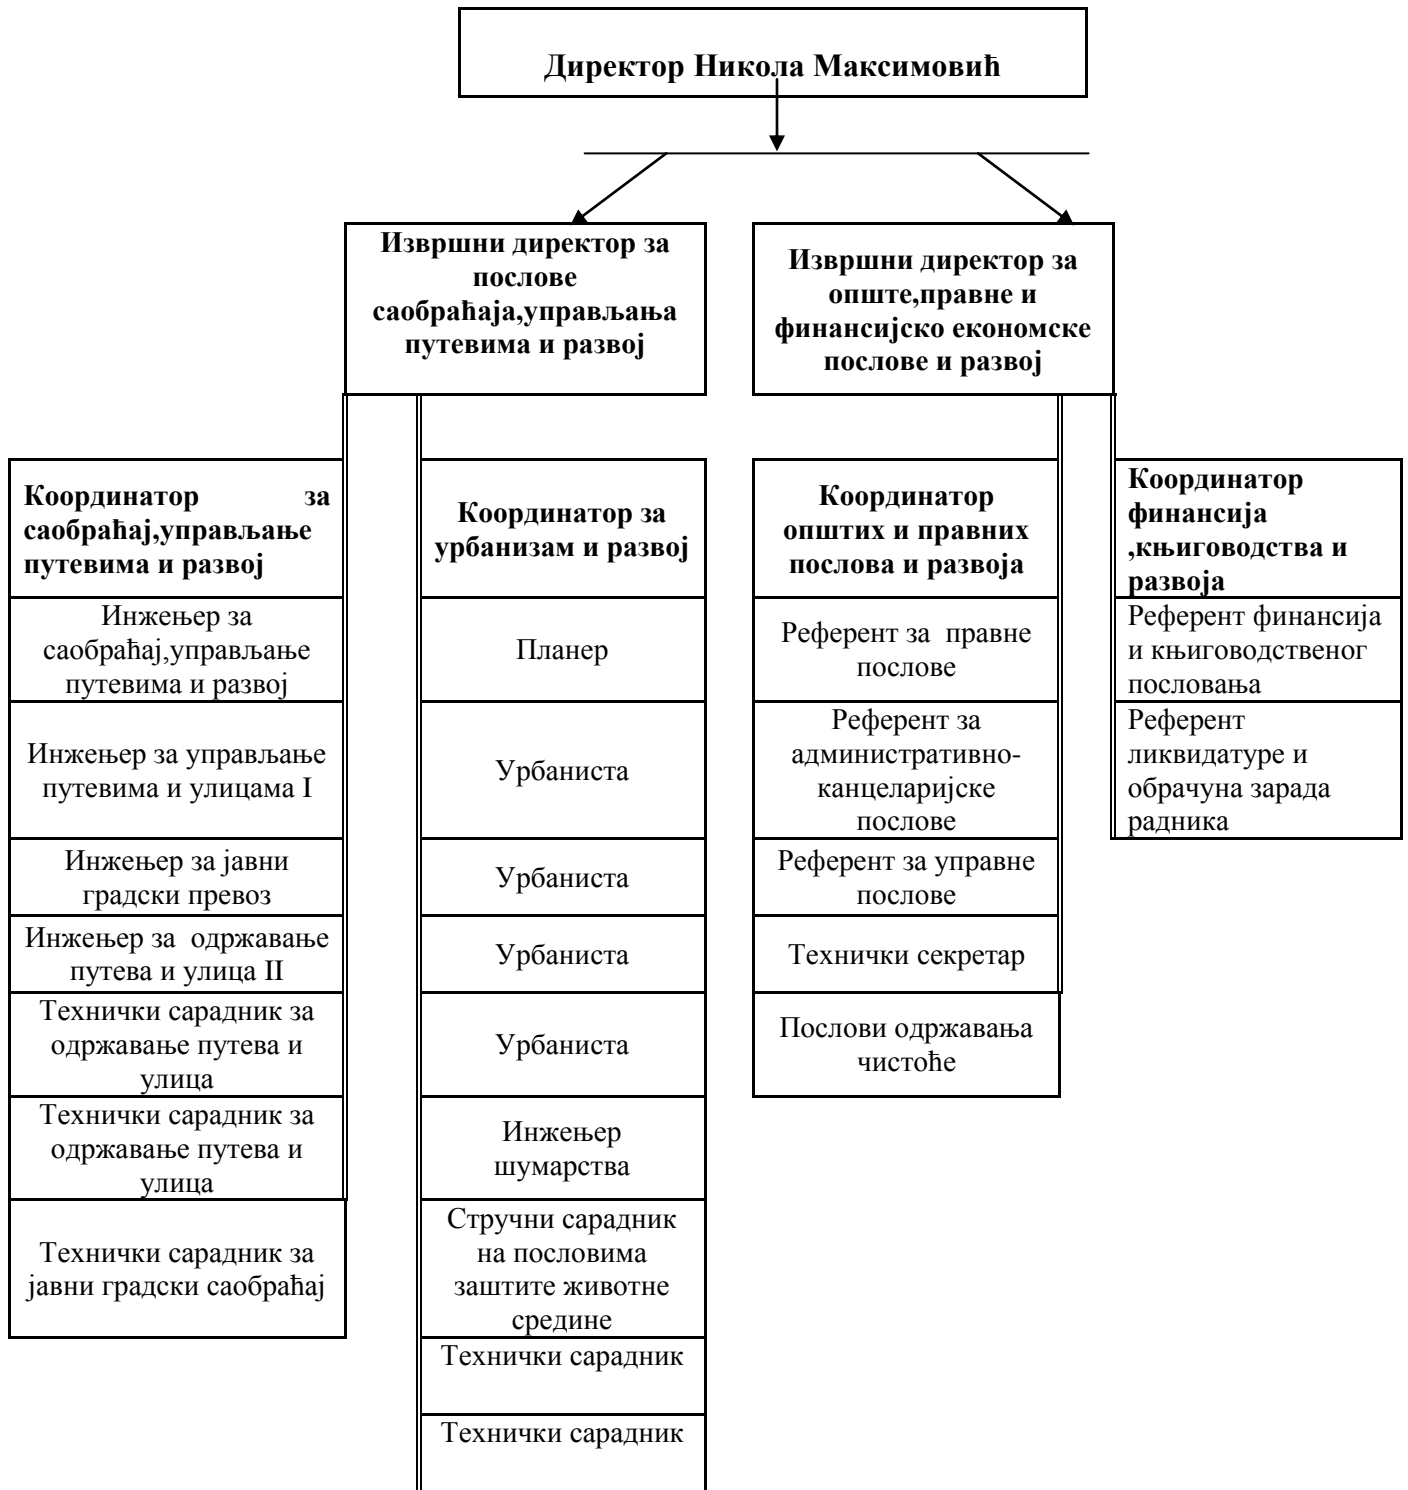 Директор Никола Максимовић
Извршни директор за
послове
саобраћаја,управљања
путевима и развој
Извршни директор за
опште,правне и
финансијско економске
послове и развој
Координатор за
саобраћај,управљање
путевима и развој
Инжењер за
саобраћај,управљање
путевима и развој
Инжењер за управљање
путевима и улицама I
Инжењер за јавни
градски превоз
Инжењер за одржавање
путева и улица II
Технички сарадник за
одржавање путева и
улица
Технички сарадник за
одржавање путева и
улица
Технички сарадник за
јавни градски саобраћај
Координатор за
урбанизам и развој
Планер
Урбаниста
Урбаниста
Урбаниста
Урбаниста
Инжењер
шумарства
Стручни сарадник
на пословима
заштите животне
средине
Технички сарадник
Технички сарадник
Координатор
општих и правних
послова и развоја
Референт за правне
послове
Референт за
административно-
канцеларијске
послове
Референт за управне
послове
Технички секретар
Послови одржавања
чистоће
Координатор
финансија
,књиговодства и
развоја
Референт финансија
и књиговодственог
пословања
Референт
ликвидатуре и
обрачуна зарада
радника